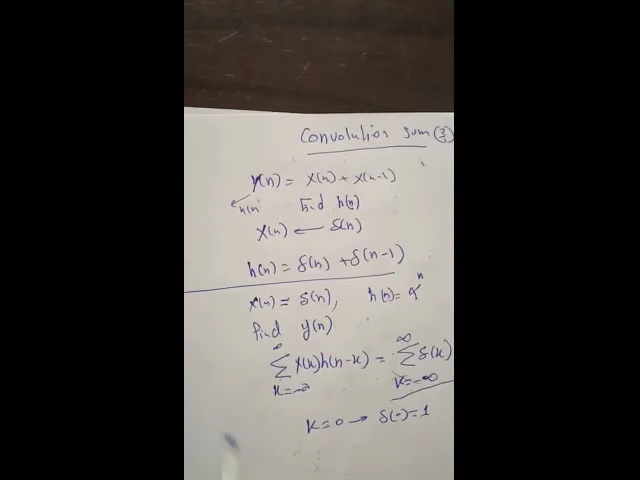 Convolution sum (3)
y(n) = x(n) + x(n-1)
h(n) find h(n)
x(n) ← δ(n)
h(n) = δ(n) + δ(n-1)
x(n) = δ(n), h(n) = α^n
find y(n)
∑_{k=-∞}^{∞} x(k)h(n-k) = ∑_{k=-∞}^{∞} δ(k)
k=0 → δ(0)=1